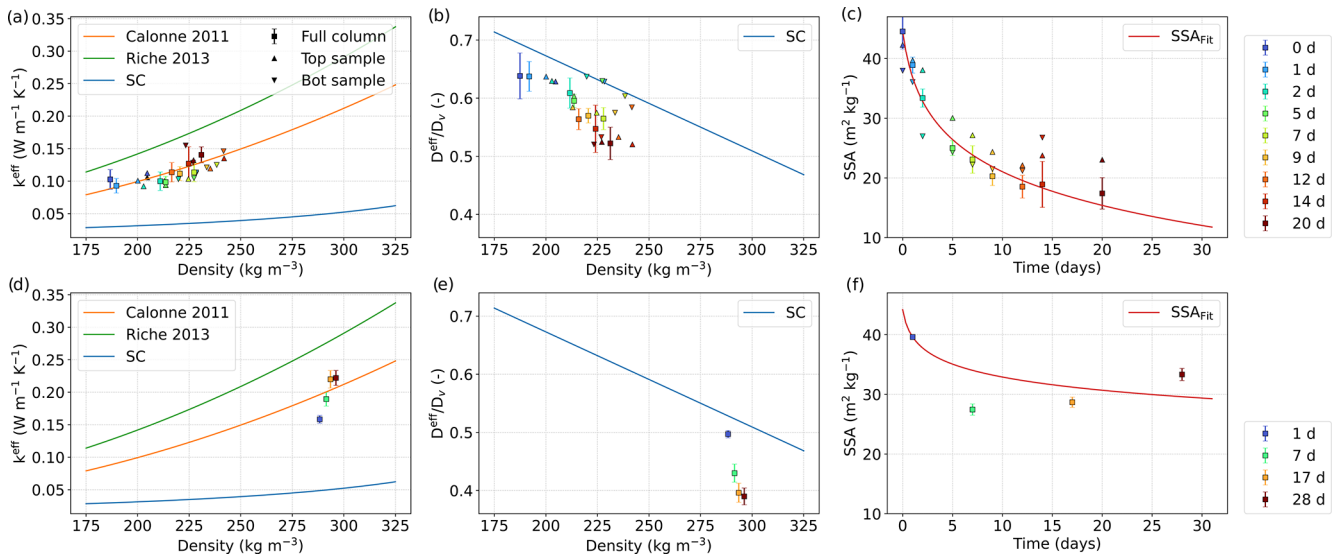 (a)
0.35
0.30
0.25
0.20
0.15
0.10
0.05
k^eff (W m⁻¹ K⁻¹)
Calonne 2011
Riche 2013
SC
Full column
Top sample
Bot sample
175 200 225 250 275 300 325
Density (kg m⁻³)
(b)
0.7
0.6
0.5
0.4
D^eff/D_v (-)
SC
175 200 225 250 275 300 325
Density (kg m⁻³)
(c)
40
30
20
10
SSA (m² kg⁻¹)
SSA_Fit
0 5 10 15 20 25 30
Time (days)
0 d
1 d
2 d
5 d
7 d
9 d
12 d
14 d
20 d
(d)
0.35
0.30
0.25
0.20
0.15
0.10
0.05
k^eff (W m⁻¹ K⁻¹)
Calonne 2011
Riche 2013
SC
175 200 225 250 275 300 325
Density (kg m⁻³)
(e)
0.7
0.6
0.5
0.4
D^eff/D_v (-)
SC
175 200 225 250 275 300 325
Density (kg m⁻³)
(f)
40
30
20
10
SSA (m² kg⁻¹)
SSA_Fit
0 5 10 15 20 25 30
Time (days)
1 d
7 d
17 d
28 d